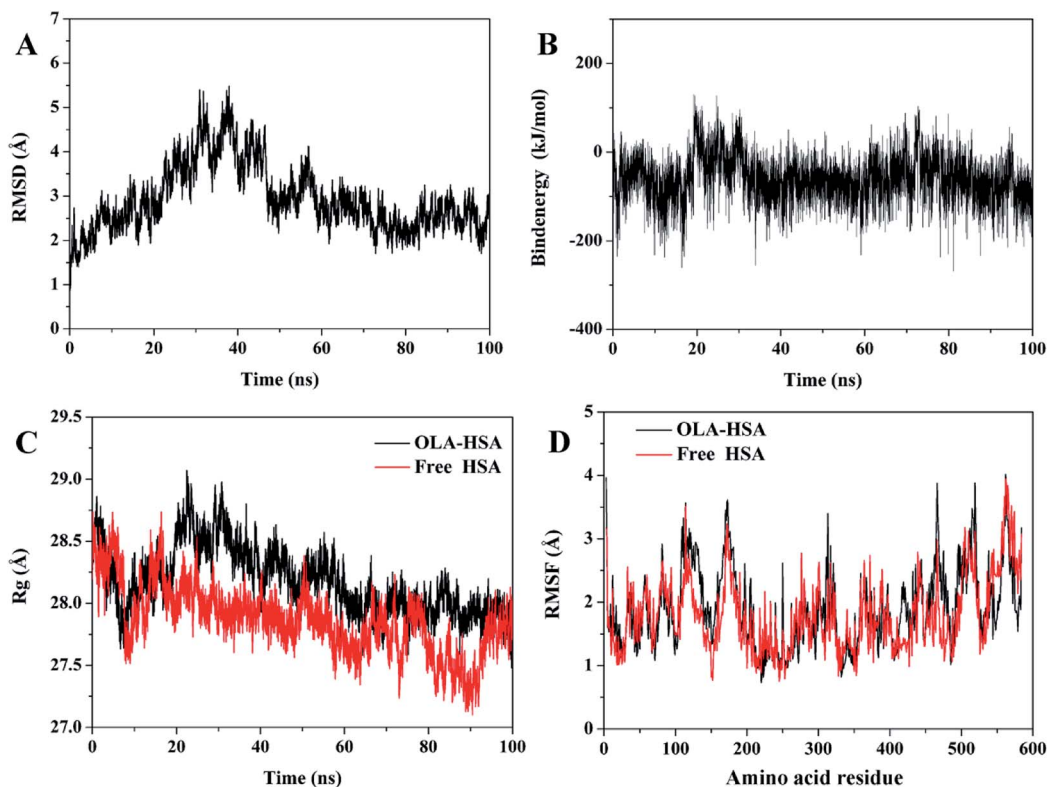 A
RMSD (Å)
7
6
5
4
3
2
1
0
0 20 40 60 80 100
Time (ns)
B
Bindenergy (kJ/mol)
200
0
-200
-400
0 20 40 60 80 100
Time (ns)
C
OLA-HSA
Free HSA
Rg (Å)
29.5
29.0
28.5
28.0
27.5
27.0
0 20 40 60 80 100
Time (ns)
D
OLA-HSA
Free HSA
RMSF (Å)
5
4
3
2
1
0
0 100 200 300 400 500 600
Amino acid residue